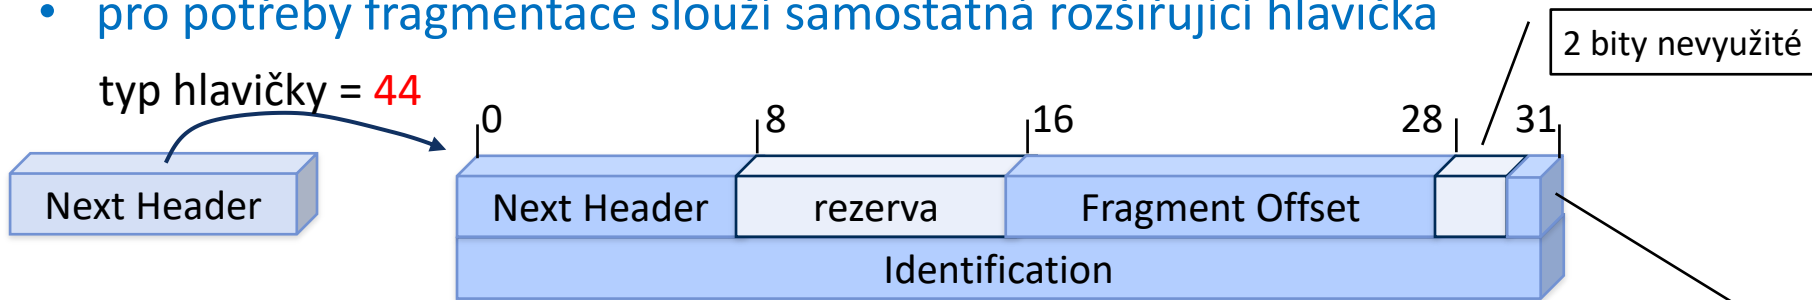 • pro potřeby fragmentace slouží samostatná rozšiřující hlavička
2 bity nevyužité
typ hlavičky = 44
0 8 16 28 31
Next Header
Next Header rezerva Fragment Offset
Identification